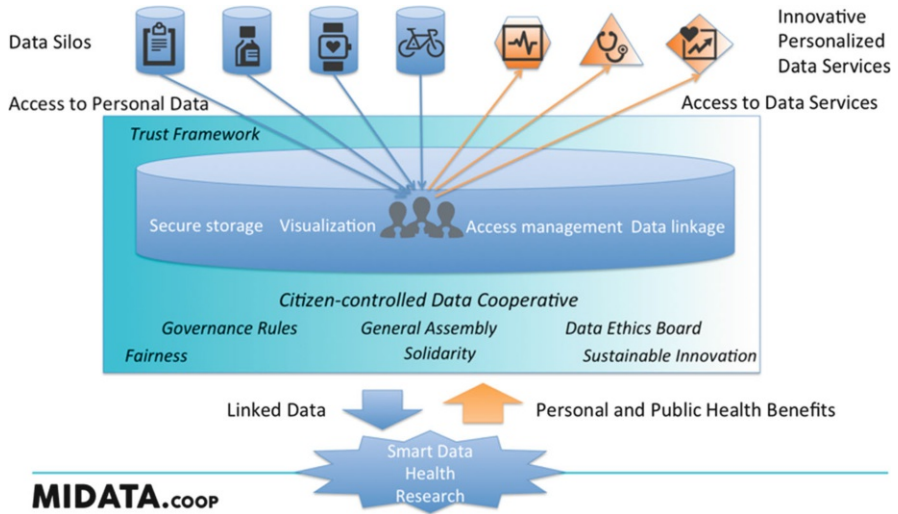 Data Silos
Innovative
Personalized
Data Services
Access to Personal Data
Access to Data Services
Trust Framework
Secure storage
Visualization
Access management
Data linkage
Citizen-controlled Data Cooperative
Governance Rules
General Assembly
Data Ethics Board
Fairness
Solidarity
Sustainable Innovation
Linked Data
Personal and Public Health Benefits
Smart Data
Health
Research
MIDATA.COOP